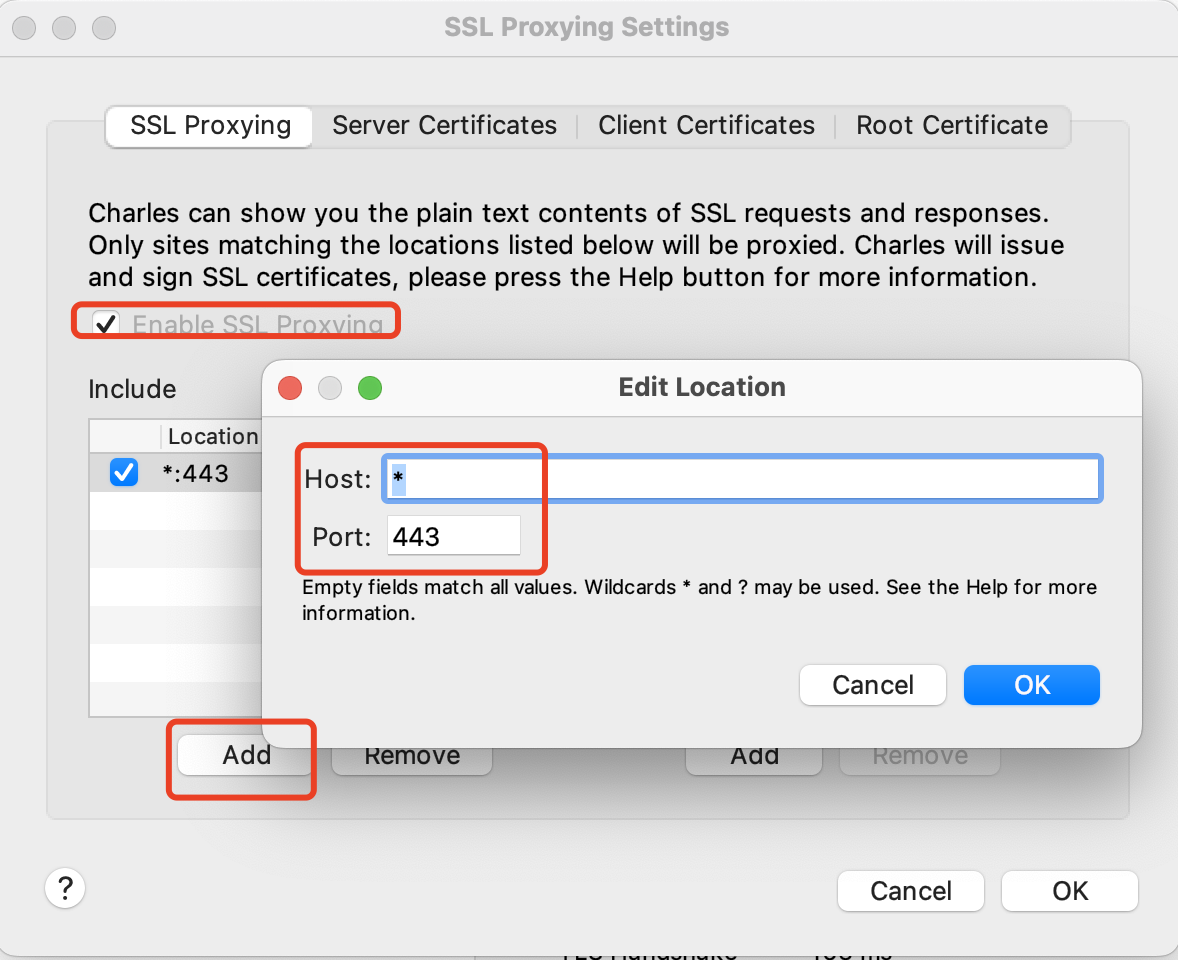 SSL Proxying Settings
SSL Proxying
Server Certificates
Client Certificates
Root Certificate
Charles can show you the plain text contents of SSL requests and responses.
Only sites matching the locations listed below will be proxied. Charles will issue
and sign SSL certificates, please press the Help button for more information.
Enable SSL Proxying
Include
Location
*:443
Edit Location
Host: *
Port: 443
Empty fields match all values. Wildcards * and ? may be used. See the Help for more
information.
Cancel
OK
Add
Remove
Add
Remove
?
Cancel
OK
TLS Handshake